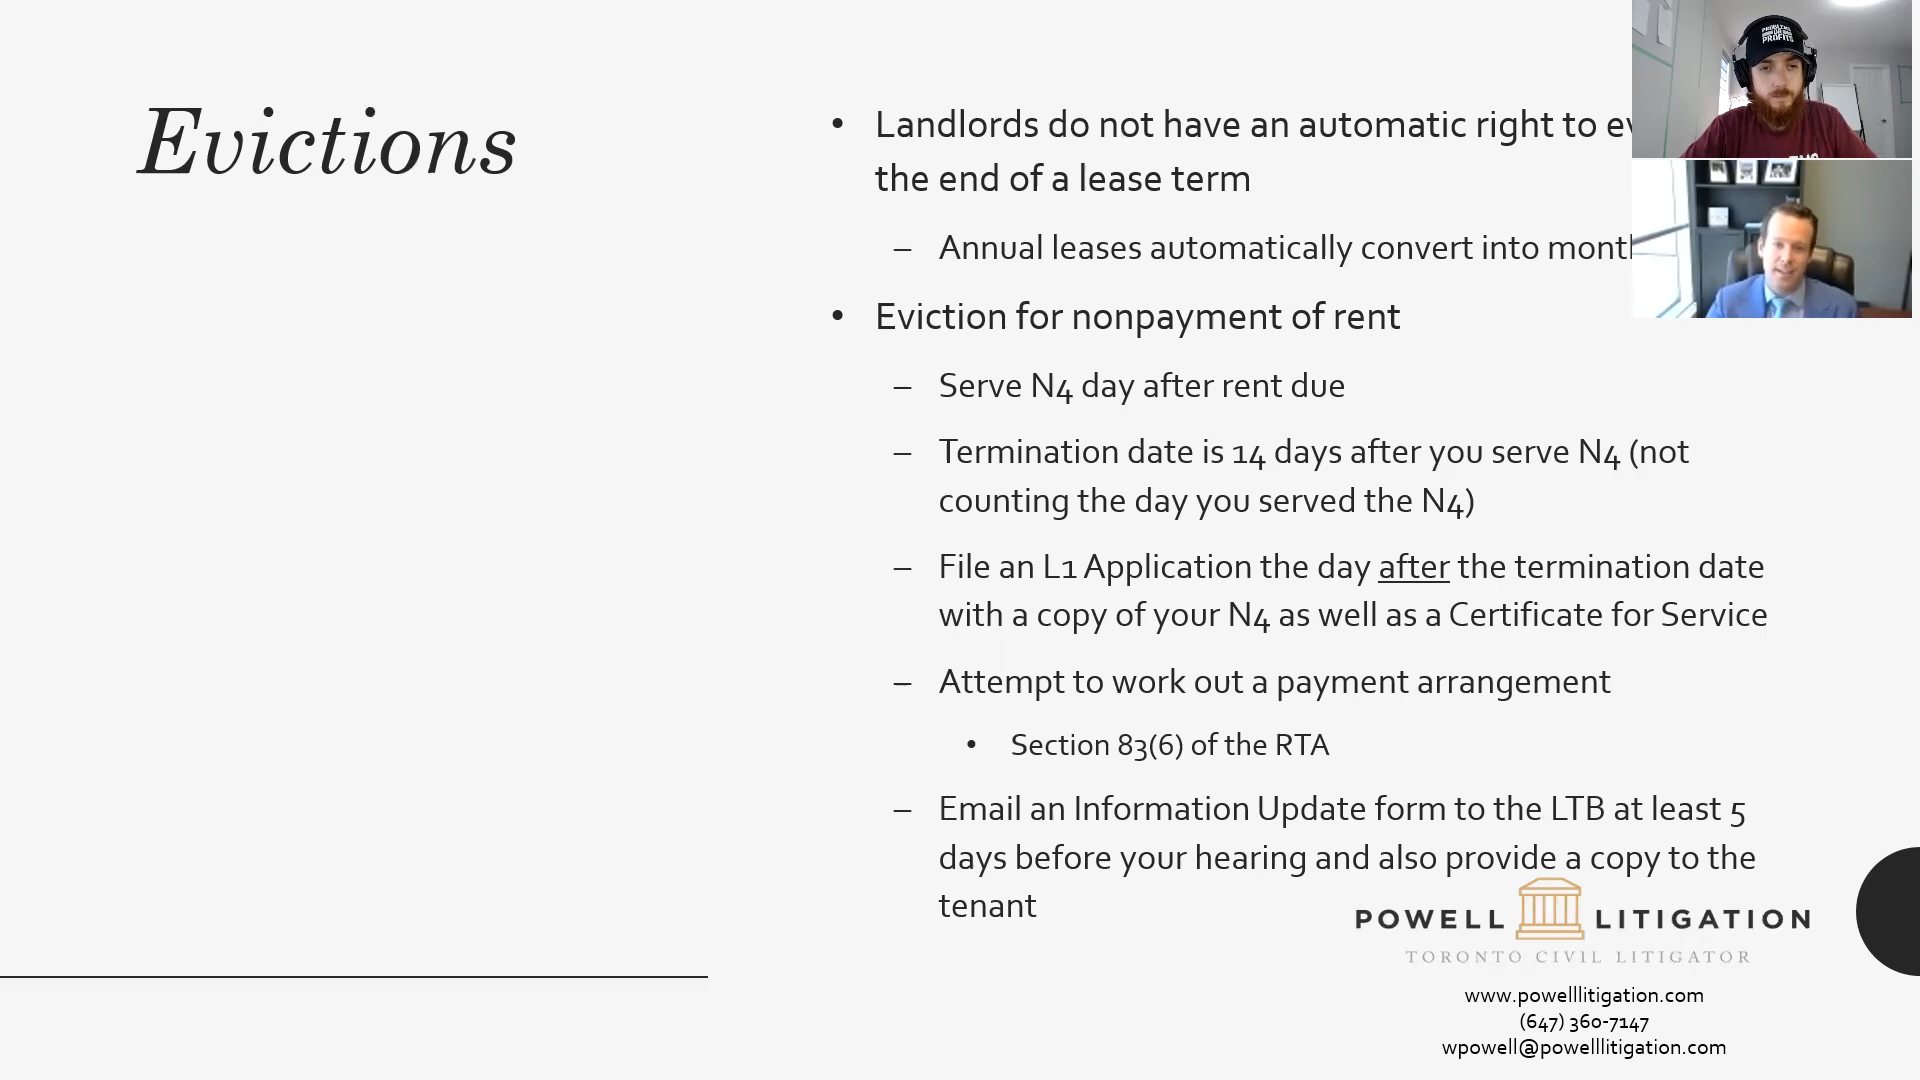 Evictions
• Landlords do not have an automatic right to
the end of a lease term
– Annual leases automatically convert into
• Eviction for nonpayment of rent
– Serve N4 day after rent due
– Termination date is 14 days after you serve N4 (not
counting the day you served the N4)
– File an L1 Application the day after the termination date
with a copy of your N4 as well as a Certificate for Service
– Attempt to work out a payment arrangement
• Section 83(6) of the RTA
– Email an Information Update form to the LTB at least 5
days before your hearing and also provide a copy to the
tenant
POWELL LITIGATION
TORONTO CIVIL LITIGATOR
www.powelllitigation.com
(647) 360-7147
wpowell@powelllitigation.com
PROBLEMS
PROFITS